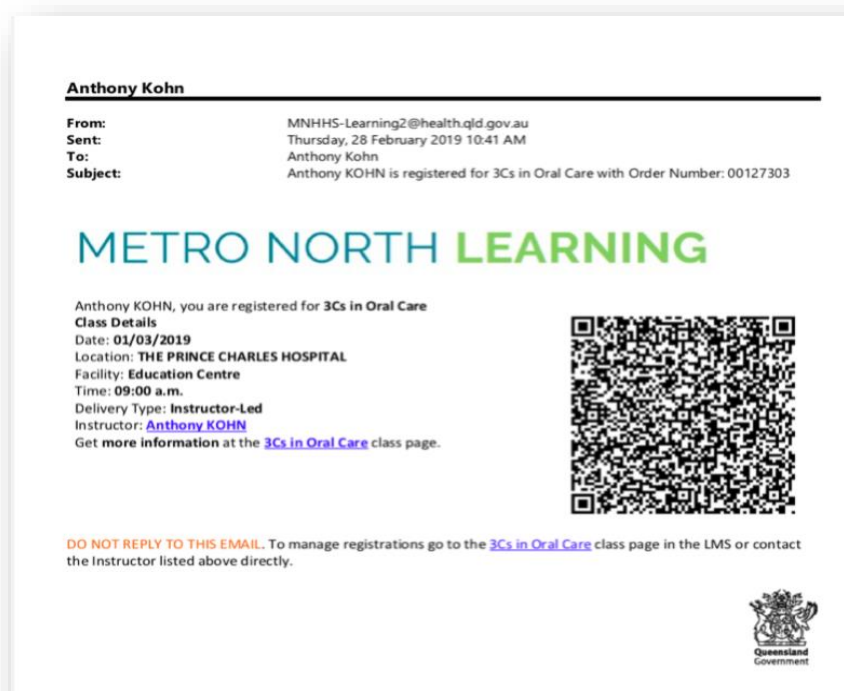 Anthony Kohn
From: MNHHS-Learning2@health.qld.gov.au
Sent: Thursday, 28 February 2019 10:41 AM
To: Anthony Kohn
Subject: Anthony KOHN is registered for 3Cs in Oral Care with Order Number: 00127303
METRO NORTH LEARNING
Anthony KOHN, you are registered for 3Cs in Oral Care
Class Details
Date: 01/03/2019
Location: THE PRINCE CHARLES HOSPITAL
Facility: Education Centre
Time: 09:00 a.m.
Delivery Type: Instructor-Led
Instructor: Anthony KOHN
Get more information at the 3Cs in Oral Care class page.
DO NOT REPLY TO THIS EMAIL. To manage registrations go to the 3Cs in Oral Care class page in the LMS or contact
the Instructor listed above directly.
Queensland
Government